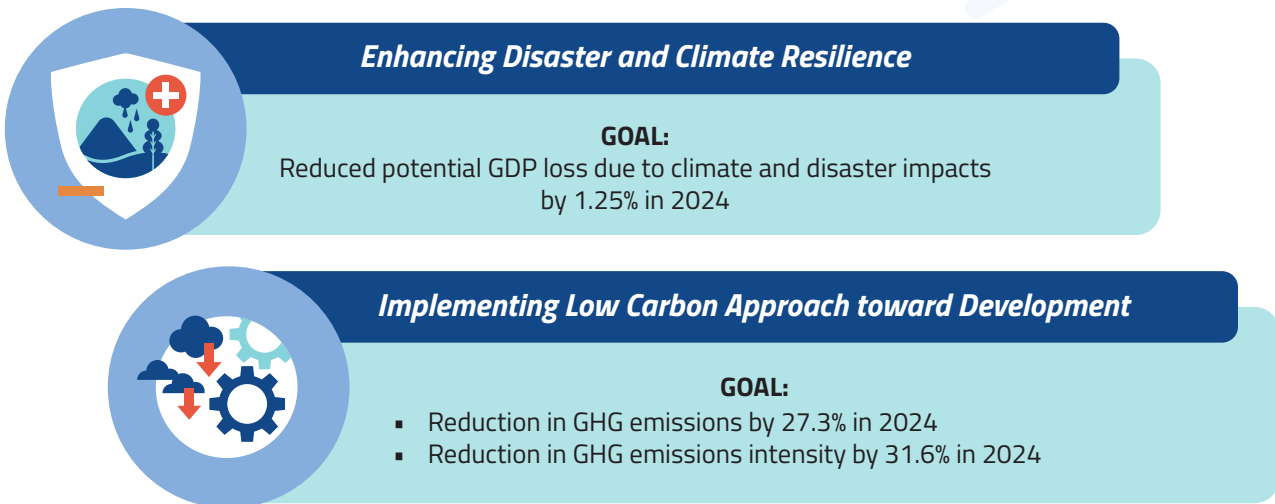 Enhancing Disaster and Climate Resilience
GOAL:
Reduced potential GDP loss due to climate and disaster impacts
by 1.25% in 2024
Implementing Low Carbon Approach toward Development
GOAL:
▪ Reduction in GHG emissions by 27.3% in 2024
▪ Reduction in GHG emissions intensity by 31.6% in 2024